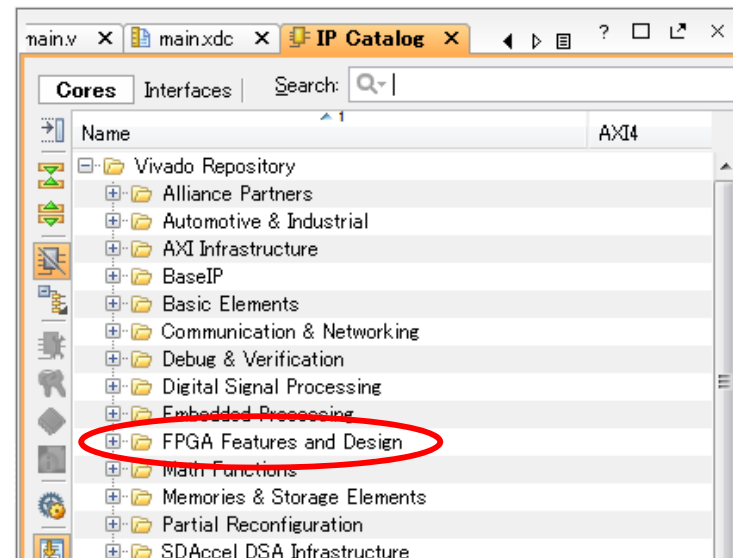 main.v main.xdc IP Catalog ?
Cores Interfaces Search:
1
Name AXI4
Vivado Repository
Alliance Partners
Automotive & Industrial
AXI Infrastructure
BaseIP
Basic Elements
Communication & Networking
Debug & Verification
Digital Signal Processing
Embedded Processing
FPGA Features and Design
Math Functions
Memories & Storage Elements
Partial Reconfiguration
SDAccel DSA Infrastructure